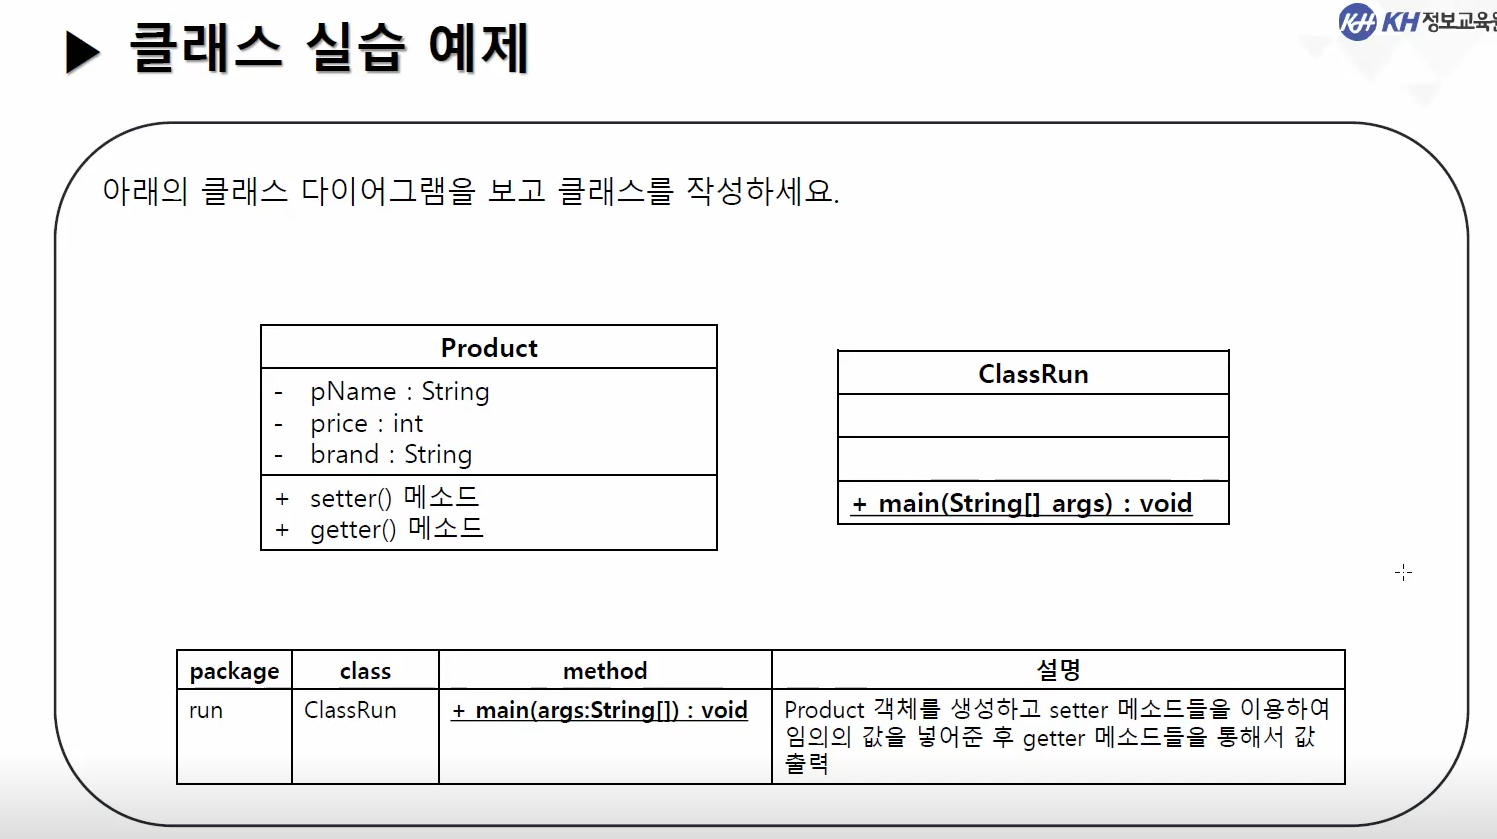 ▶ 클래스 실습 예제
KH KH정보교육원
아래의 클래스 다이어그램을 보고 클래스를 작성하세요.
Product
- pName : String
- price : int
- brand : String
+ setter() 메소드
+ getter() 메소드
ClassRun
+ main(String[] args) : void
package class method 설명
run ClassRun + main(args:String[]) : void Product 객체를 생성하고 setter 메소드들을 이용하여
임의의 값을 넣어준 후 getter 메소드들을 통해서 값
출력